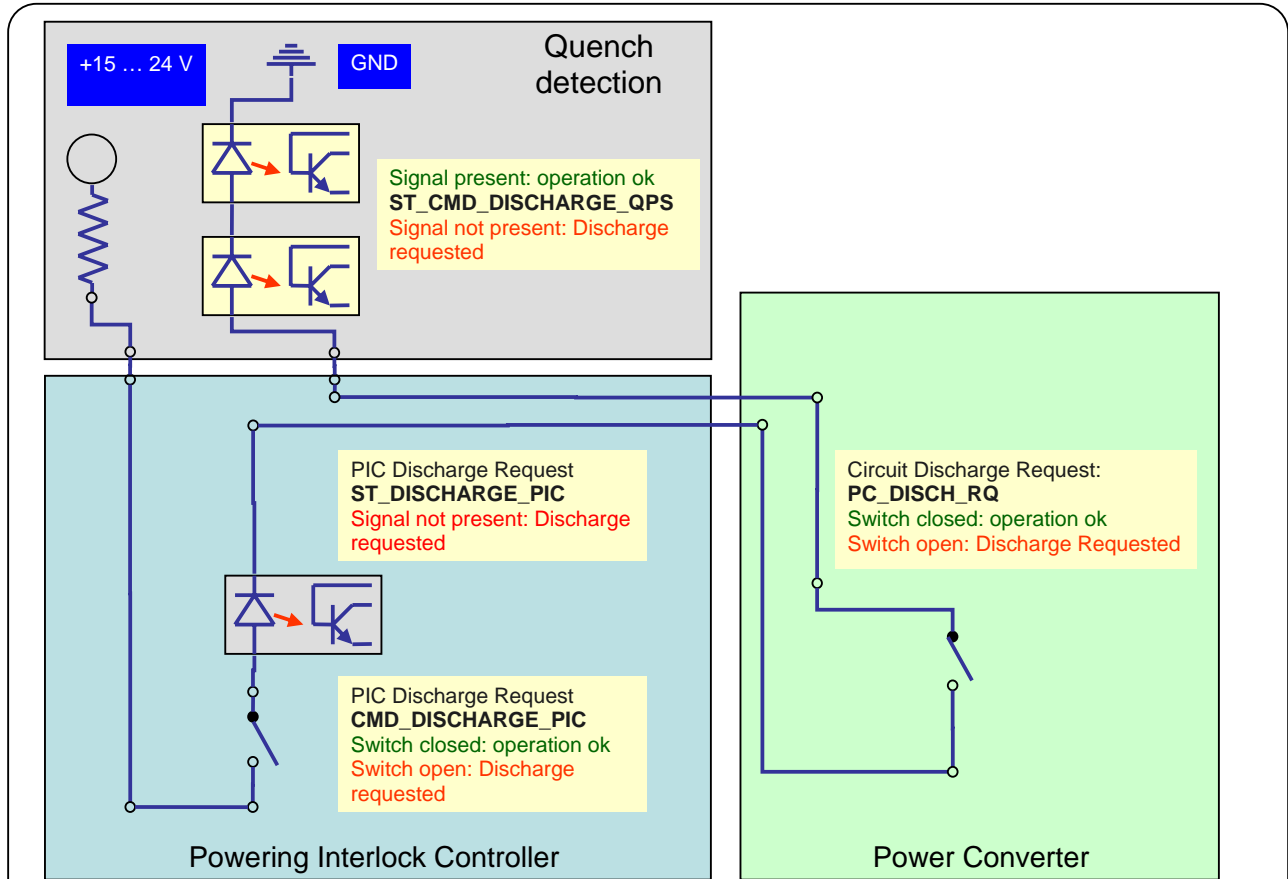 +15 … 24 V
GND
Quench
detection
Signal present: operation ok
ST_CMD_DISCHARGE_QPS
Signal not present: Discharge
requested
PIC Discharge Request
ST_DISCHARGE_PIC
Signal not present: Discharge
requested
Circuit Discharge Request:
PC_DISCH_RQ
Switch closed: operation ok
Switch open: Discharge Requested
PIC Discharge Request
CMD_DISCHARGE_PIC
Switch closed: operation ok
Switch open: Discharge
requested
Powering Interlock Controller
Power Converter